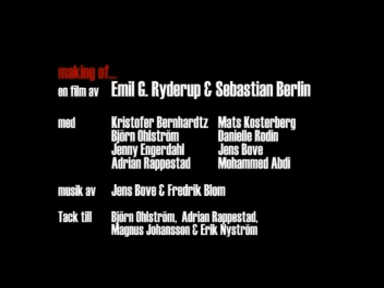 making of...
en film av Emil G. Ryderup & Sebastian Berlin
med Kristofer Bernhardtz Mats Kosterberg
Björn Ohlström Danielle Rodin
Jenny Engerdahl Jens Bove
Adrian Rappestad Mohammed Abdi
musik av Jens Bove & Fredrik Blom
Tack till Björn Ohlström, Adrian Rappestad,
Magnus Johansson & Erik Nyström